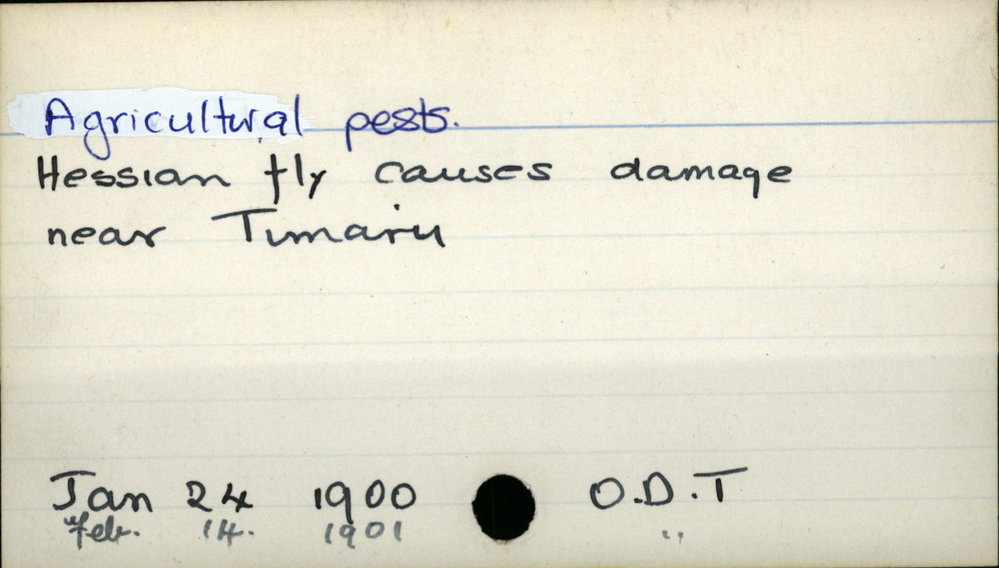 Agricultural pests.
Hessian fly causes damage
near Timaru
Jan 24 1900 O.D.T
Feb. 14. 1901 "